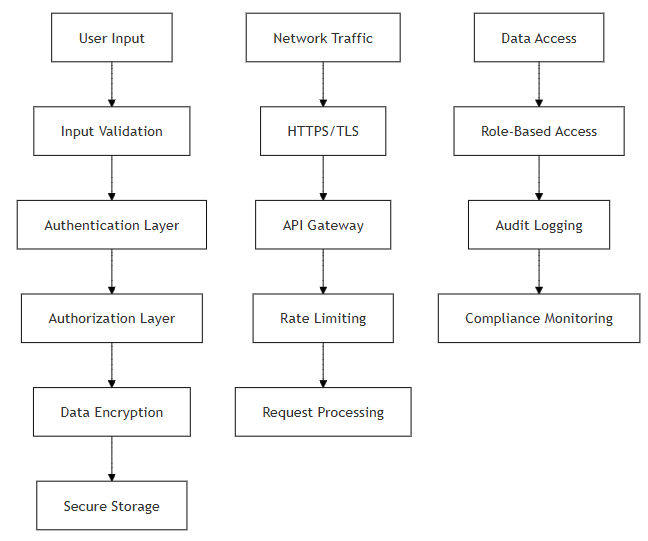 User Input
Network Traffic
Data Access
Input Validation
HTTPS/TLS
Role-Based Access
Authentication Layer
API Gateway
Audit Logging
Authorization Layer
Rate Limiting
Compliance Monitoring
Data Encryption
Request Processing
Secure Storage